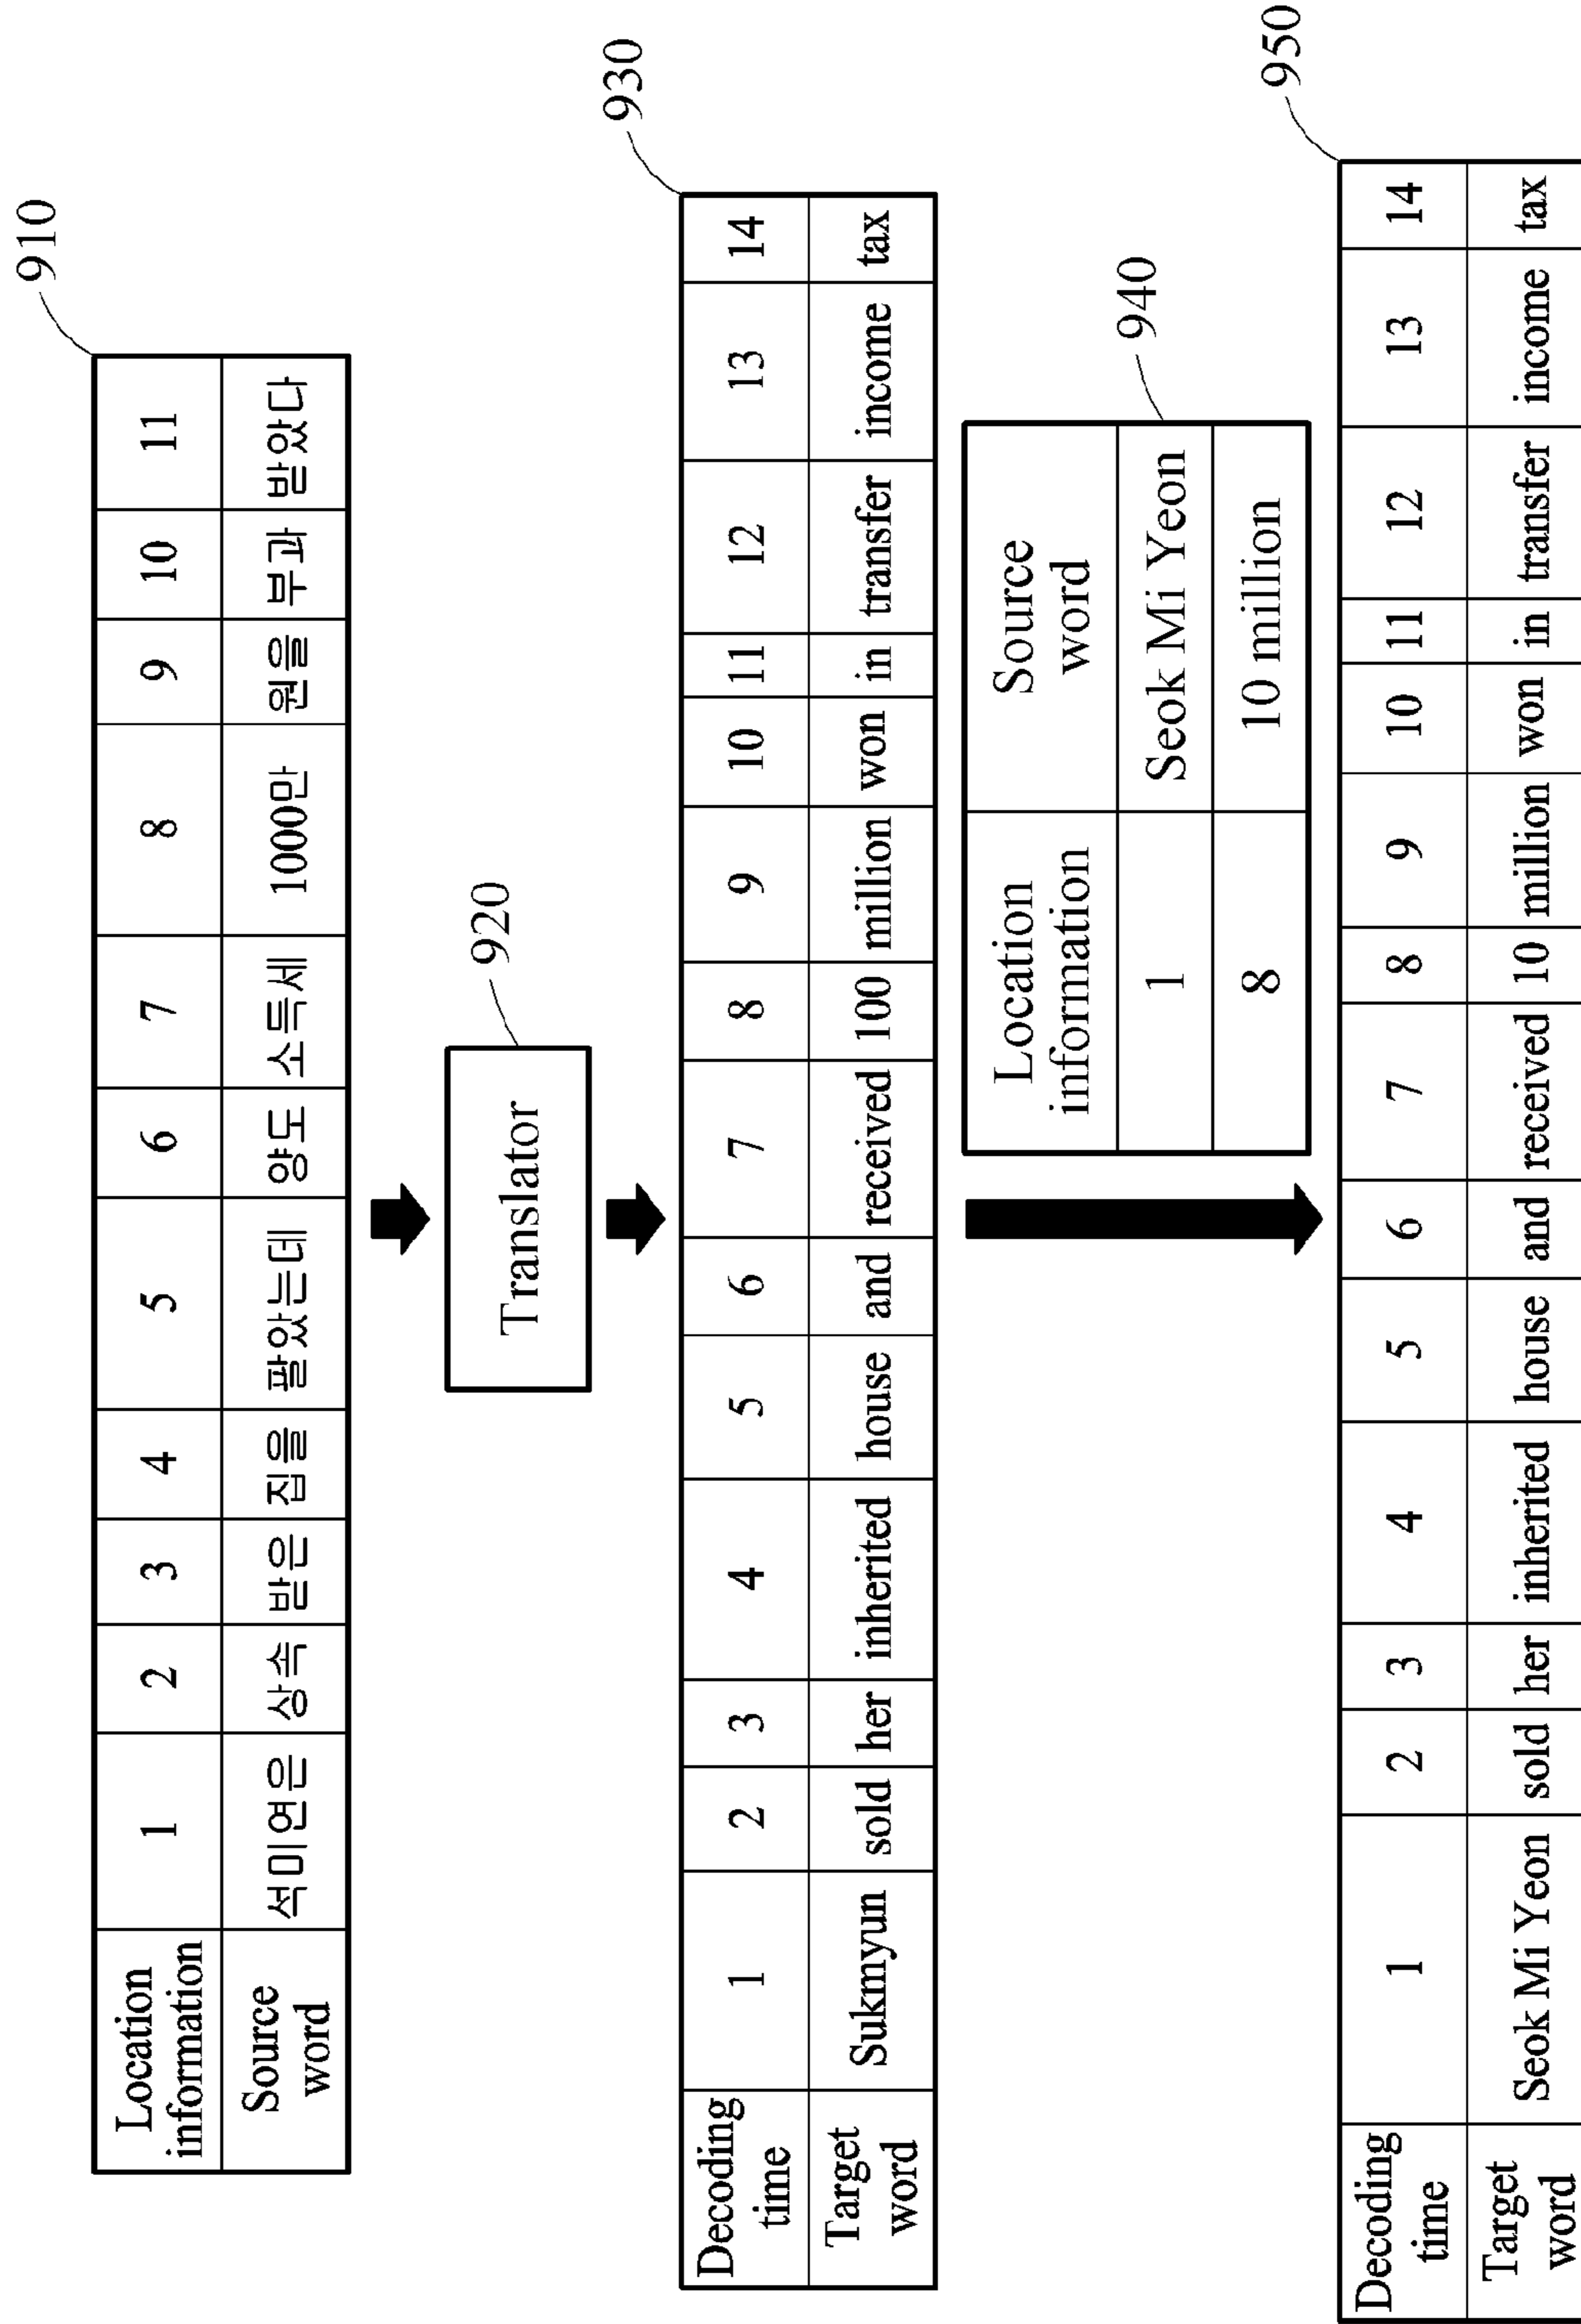 910
Location information 1 2 3 4 5 6 7 8 9 10 11
Source word 석미연은 상속 받은 집을 팔았는데 양도 소득세 1000만 원을 부과 받았다
920
Translator
930
Decoding time 1 2 3 4 5 6 7 8 9 10 11 12 13 14
Target word Sukmyun sold her inherited house and received 100 million won in transfer income tax
940
Location information Source word
1 Seok Mi Yeon
8 10 million
950
Decoding time 1 2 3 4 5 6 7 8 9 10 11 12 13 14
Target word Seok Mi Yeon sold her inherited house and received 10 million won in transfer income tax